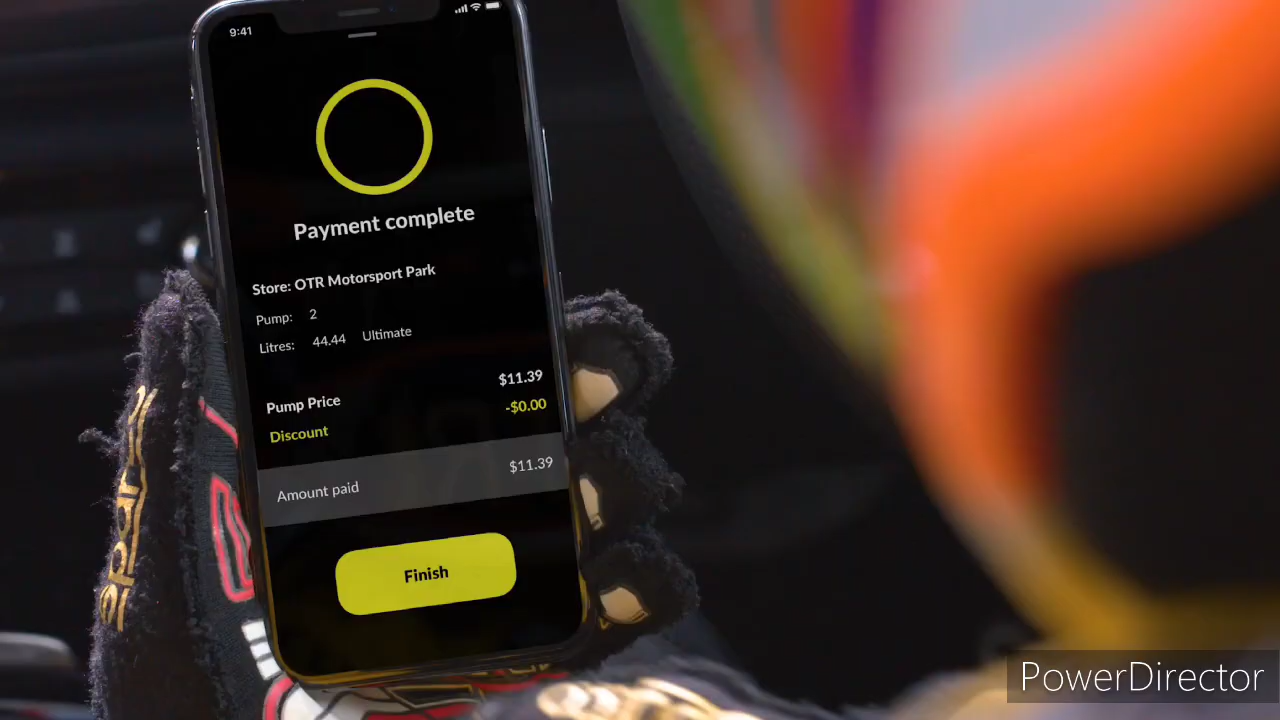 9:41
Payment complete
Store: OTR Motorsport Park
Pump: 2
Litres: 44.44 Ultimate
Pump Price $11.39
Discount -$0.00
Amount paid $11.39
Finish
PowerDirector